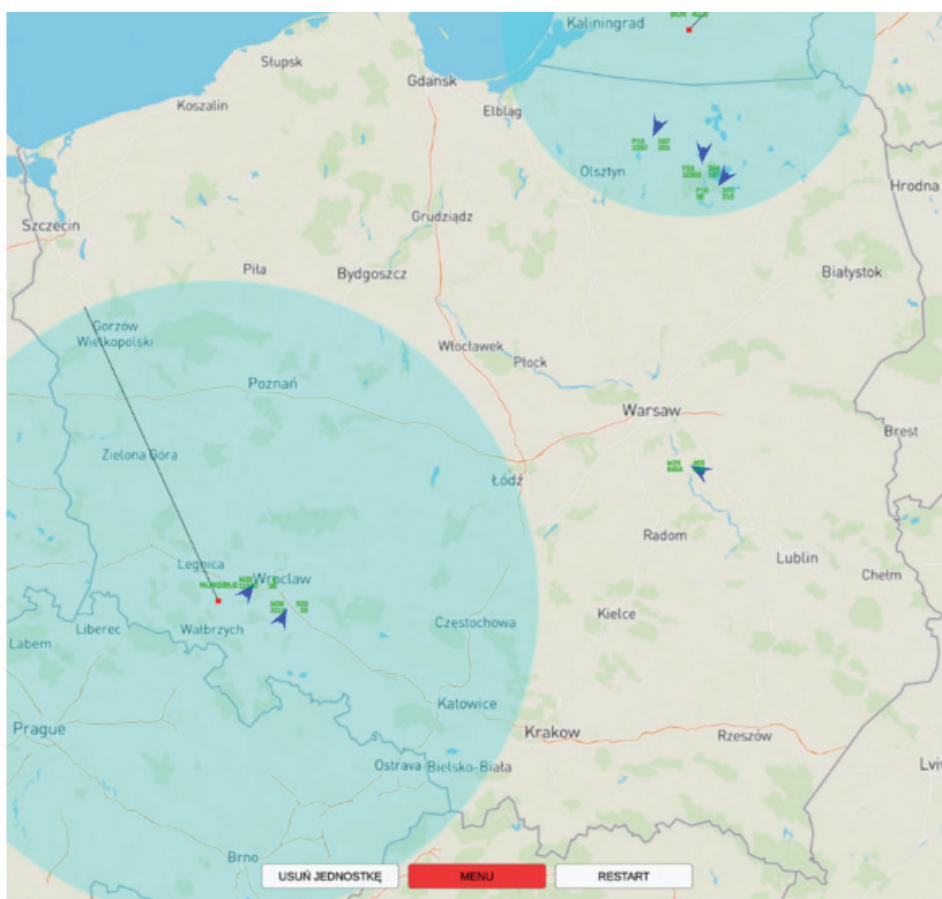 Kaliningrad
Słupsk
Gdansk
Koszalin
Elbląg
Olsztyn
Hrodna
Szczecin
Grudziądz
Piła
Bydgoszcz
Białystok
Gorzów
Wielkopolski
Włocławek
Płock
Poznań
Warsaw
Brest
Zielona Góra
Łódź
Radom
Lublin
Legnica
Wroclaw
Chełm
Kielce
Liberec
Wałbrzych
Częstochowa
Labem
Katowice
Prague
Krakow
Rzeszów
Ostrava
Bielsko-Biała
Lvi
Brno
USUŃ JEDNOSTKĘ
MENU
RESTART